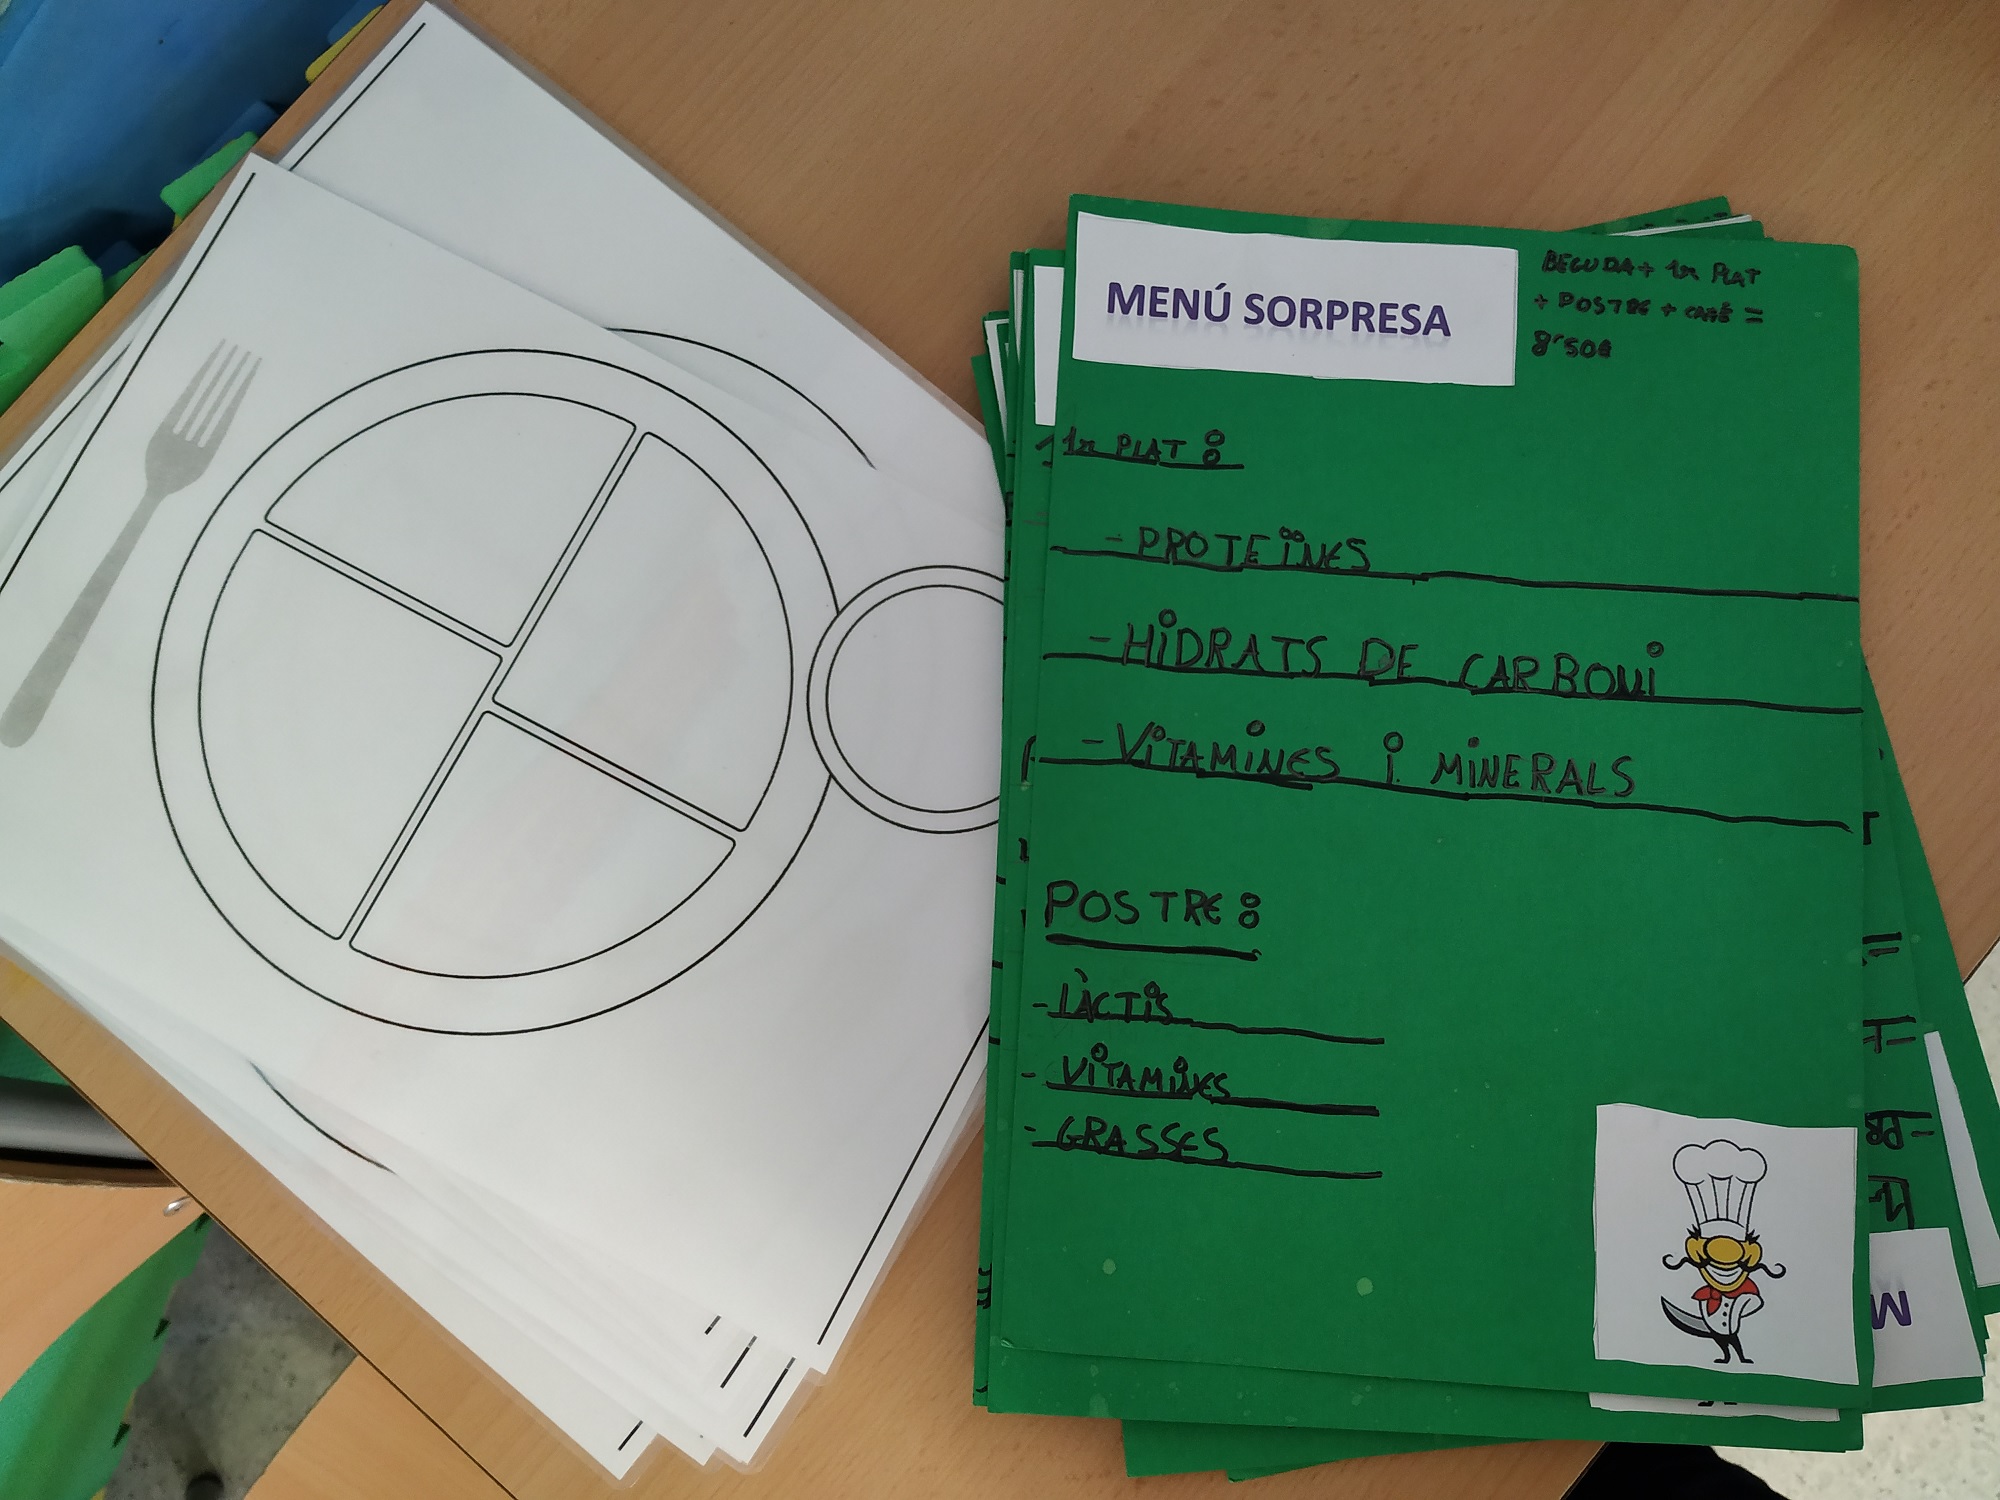 MENÚ SORPRESA
BEGUDA + 1r PLAT
+ POSTRE + CAFÈ =
8'50€
1r PLAT:
- PROTEÏNES
- HIDRATS DE CARBONI
- VITAMINES i MINERALS
POSTRE:
- LÀCTIS
- VITAMINES
- GRASSES
M